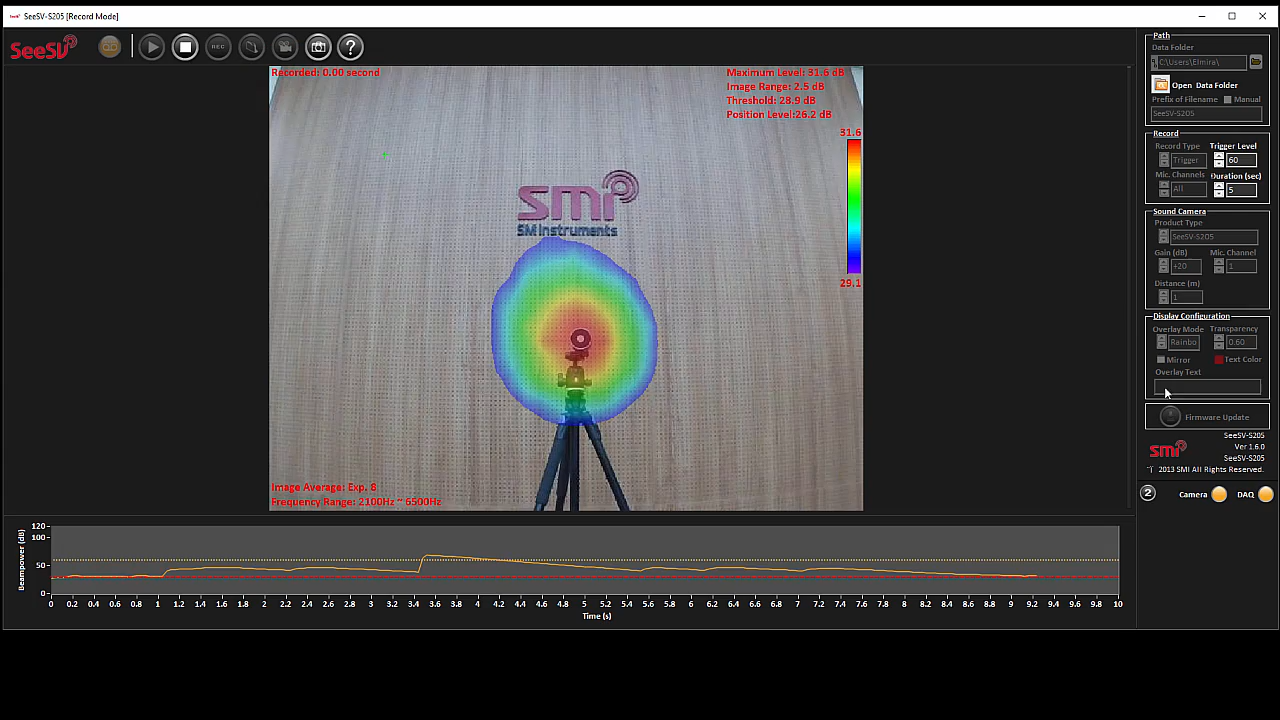 SeeSV-S205 [Record Mode]
SeeSV
REC
?
Recorded: 0.00 second
Maximum Level: 31.6 dB
Image Range: 2.5 dB
Threshold: 28.9 dB
Position Level:26.2 dB
31.6
29.1
smi
SM Instruments
Image Average: Exp. 8
Frequency Range: 2100Hz ~ 6500Hz
Path
Data Folder
C:\Users\Elmira\
Open Data Folder
Prefix of Filename Manual
SeeSV-S205
Record
Record Type Trigger Level
Trigger 60
Mic. Channels Duration (sec)
All 5
Sound Camera
Product Type
SeeSV-S205
Gain (dB) Mic. Channel
+20 1
Distance (m)
1
Display Configuration
Overlay Mode Transparency
Rainbo 0.60
Mirror Text Color
Overlay Text
Firmware Update
smi
SeeSV-S205
Ver 1.6.0
SeeSV-S205
2013 SMI All Rights Reserved.
2 Camera DAQ
Beampower (dB)
120
100
50
0
0 0.2 0.4 0.6 0.8 1 1.2 1.4 1.6 1.8 2 2.2 2.4 2.6 2.8 3 3.2 3.4 3.6 3.8 4 4.2 4.4 4.6 4.8 5 5.2 5.4 5.6 5.8 6 6.2 6.4 6.6 6.8 7 7.2 7.4 7.6 7.8 8 8.2 8.4 8.6 8.8 9 9.2 9.4 9.6 9.8 10
Time (s)